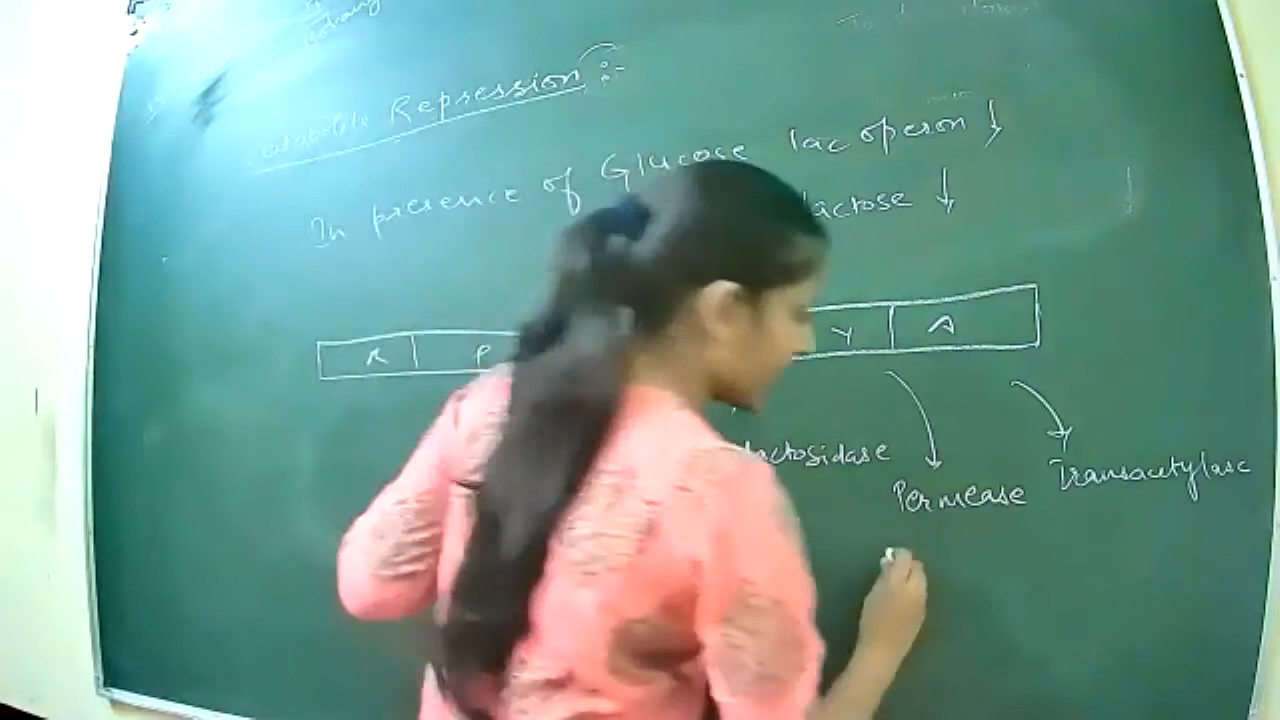 Catabolite Repression :-
In presence of Glucose lac operon ↓
lactose ↓
R P Y A
lactosidase
Permease
Transacetylase